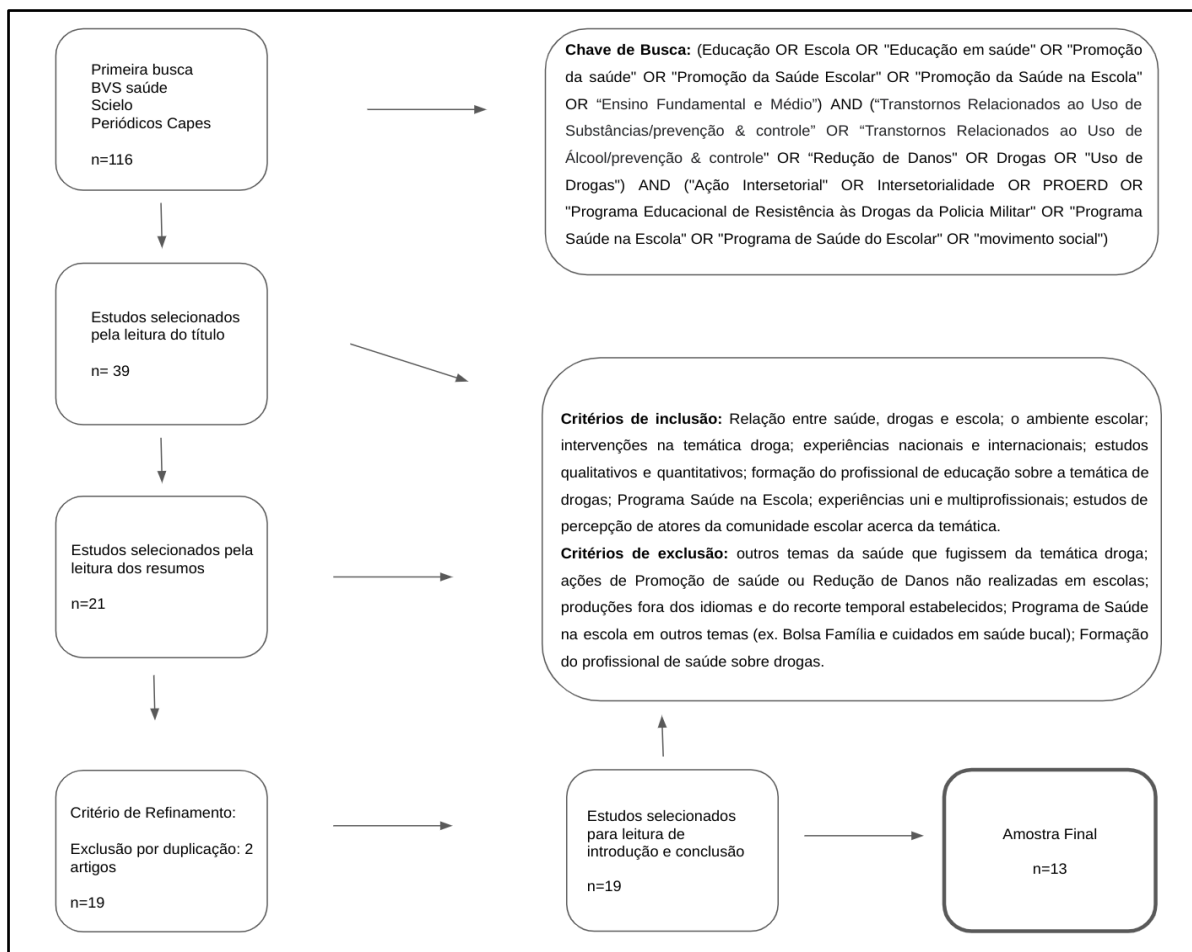 Primeira busca
BVS saúde
Scielo
Periódicos Capes
n=116
Chave de Busca: (Educação OR Escola OR "Educação em saúde" OR "Promoção
da saúde" OR "Promoção da Saúde Escolar" OR "Promoção da Saúde na Escola"
OR “Ensino Fundamental e Médio”) AND (“Transtornos Relacionados ao Uso de
Substâncias/prevenção & controle” OR “Transtornos Relacionados ao Uso de
Álcool/prevenção & controle" OR “Redução de Danos" OR Drogas OR "Uso de
Drogas") AND ("Ação Intersetorial" OR Intersetorialidade OR PROERD OR
"Programa Educacional de Resistência às Drogas da Policia Militar" OR "Programa
Saúde na Escola" OR "Programa de Saúde do Escolar" OR "movimento social")
Estudos selecionados
pela leitura do título
n= 39
Critérios de inclusão: Relação entre saúde, drogas e escola; o ambiente escolar;
intervenções na temática droga; experiências nacionais e internacionais; estudos
qualitativos e quantitativos; formação do profissional de educação sobre a temática de
drogas; Programa Saúde na Escola; experiências uni e multiprofissionais; estudos de
percepção de atores da comunidade escolar acerca da temática.
Critérios de exclusão: outros temas da saúde que fugissem da temática droga;
ações de Promoção de saúde ou Redução de Danos não realizadas em escolas;
produções fora dos idiomas e do recorte temporal estabelecidos; Programa de Saúde
na escola em outros temas (ex. Bolsa Família e cuidados em saúde bucal); Formação
do profissional de saúde sobre drogas.
Estudos selecionados pela
leitura dos resumos
n=21
Critério de Refinamento:
Exclusão por duplicação: 2
artigos
n=19
Estudos selecionados
para leitura de
introdução e conclusão
n=19
Amostra Final
n=13